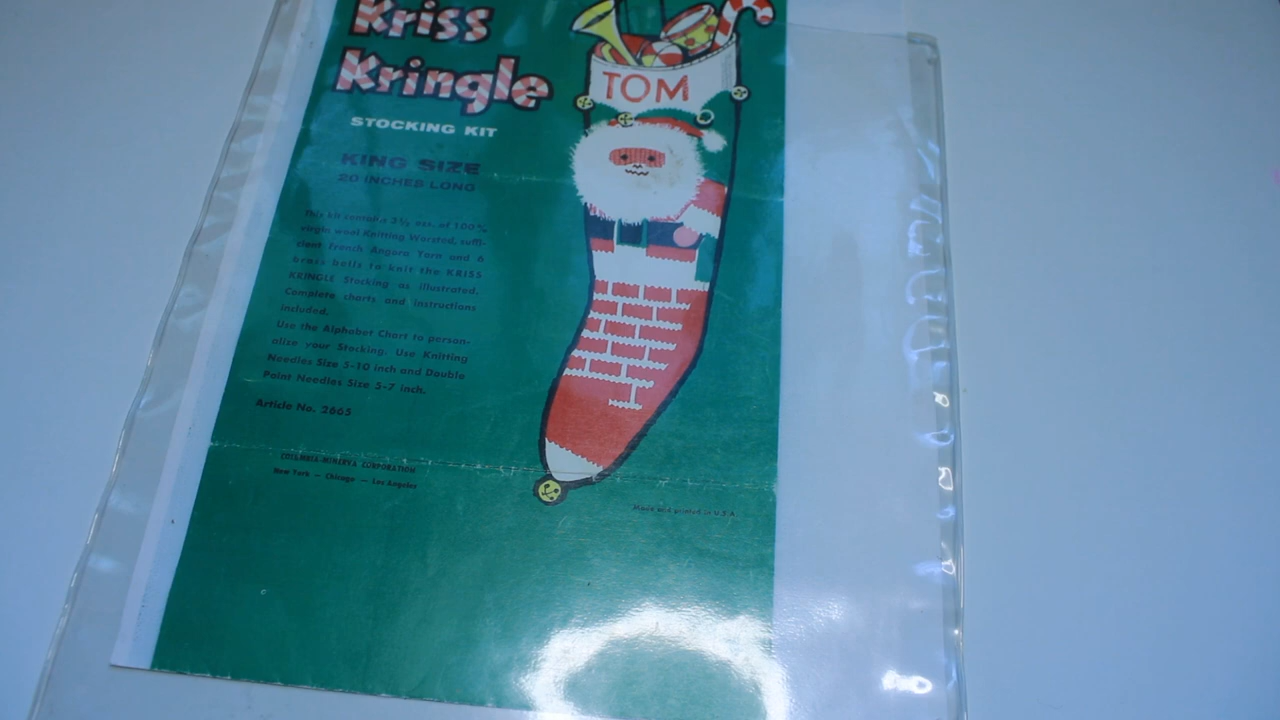 Kriss
Kringle
STOCKING KIT
KING SIZE
20 INCHES LONG
This kit contains 3½ ozs. of 100%
virgin wool Knitting Worsted, suffi-
cient French Angora Yarn and 6
brass bells to knit the KRISS
KRINGLE Stocking as illustrated.
Complete charts and instructions
included.
Use the Alphabet Chart to person-
alize your Stocking. Use Knitting
Needles Size 5-10 inch and Double
Point Needles Size 5-7 inch.
Article No. 2665
COLUMBIA-MINERVA CORPORATION
New York — Chicago — Los Angeles
TOM
Made and printed in U.S.A.